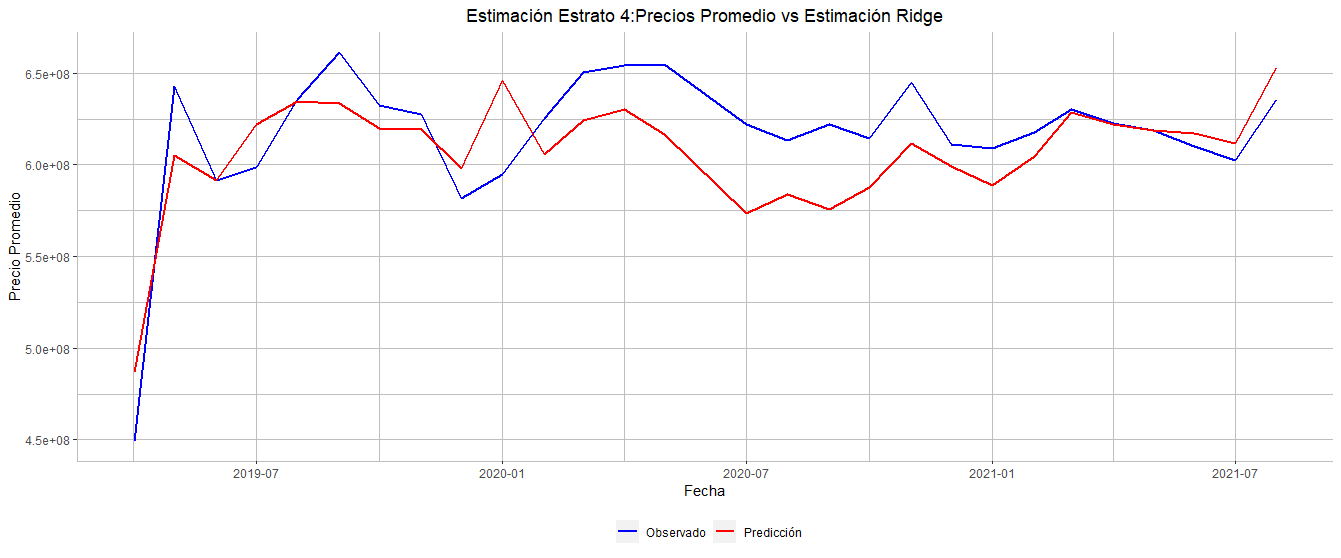 Estimación Estrato 4:Precios Promedio vs Estimación Ridge
Precio Promedio
6.5e+08
6.0e+08
5.5e+08
5.0e+08
4.5e+08
2019-07
2020-01
2020-07
2021-01
2021-07
Fecha
Observado
Predicción